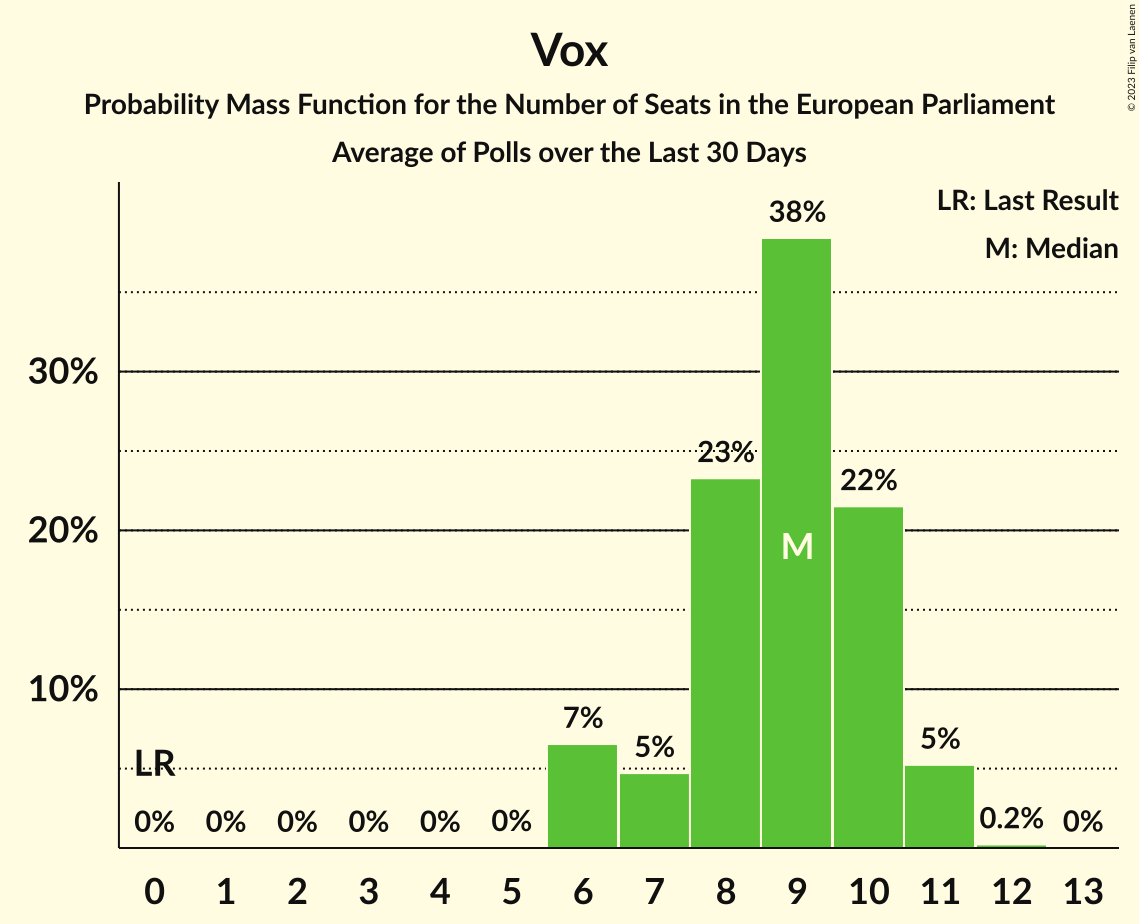 Vox
Probability Mass Function for the Number of Seats in the European Parliament
Average of Polls over the Last 30 Days
© 2023 Filip van Laenen
LR: Last Result
M: Median
38%
30%
23%
22%
20%
M
10%
7%
5%
5%
LR
0% 0% 0% 0% 0% 0% 0.2% 0%
0 1 2 3 4 5 6 7 8 9 10 11 12 13